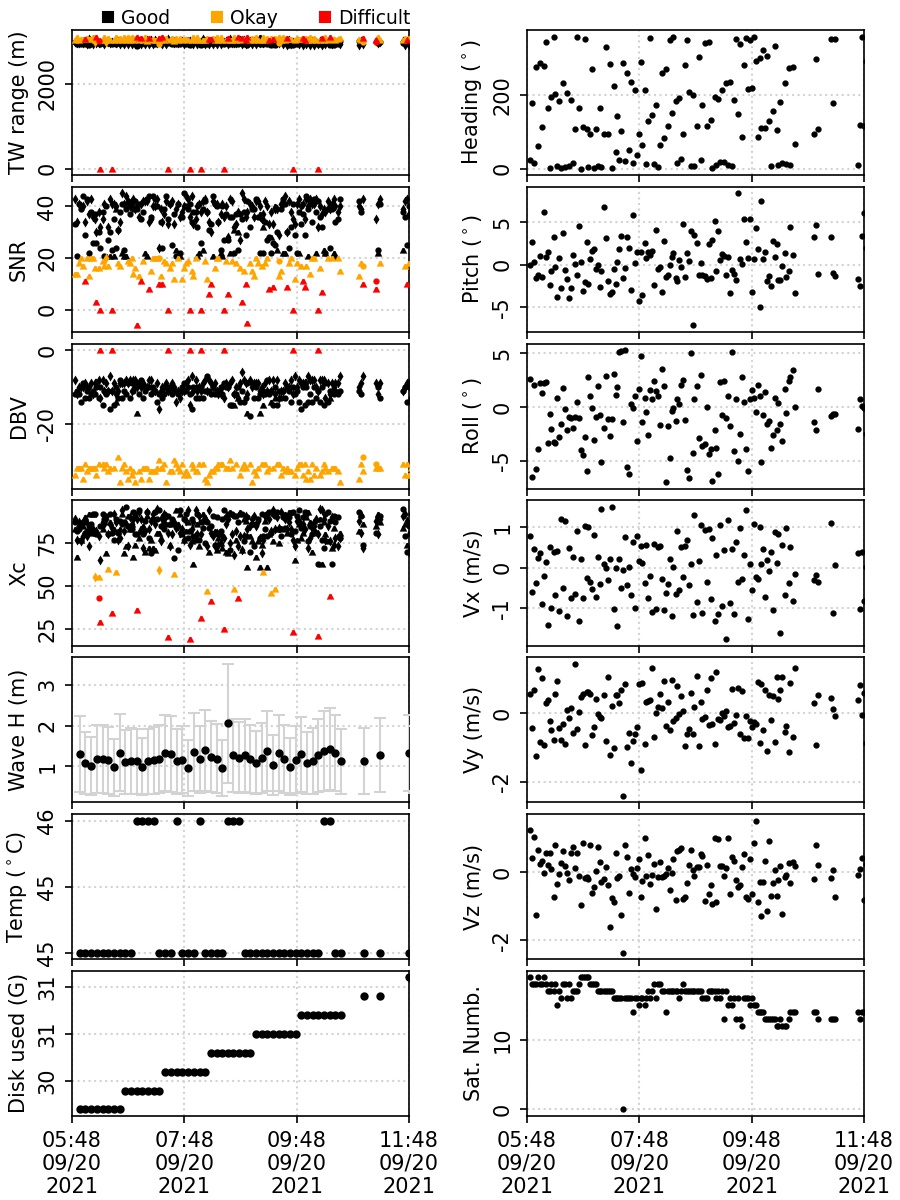 Good Okay Difficult
TW range (m)
2000
0
Heading (°)
200
0
SNR
40
20
0
Pitch (°)
5
0
-5
DBV
0
-20
Roll (°)
5
0
-5
Xc
75
50
25
Vx (m/s)
1
0
-1
Wave H (m)
3
2
1
Vy (m/s)
0
-2
Temp (°C)
46
45
45
Vz (m/s)
0
-2
Disk used (G)
31
31
30
Sat. Numb.
10
0
05:48 07:48 09:48 11:48
09/20 09/20 09/20 09/20
2021 2021 2021 2021
05:48 07:48 09:48 11:48
09/20 09/20 09/20 09/20
2021 2021 2021 2021